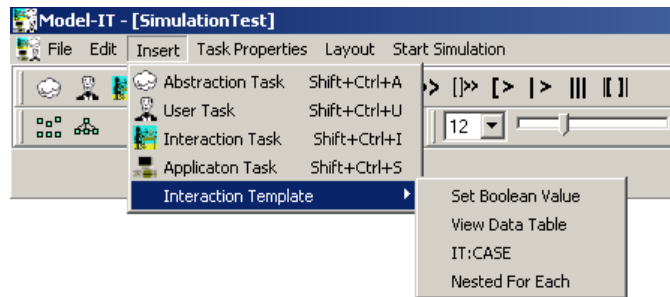 Model-IT - [SimulationTest]
File Edit Insert Task Properties Layout Start Simulation
Abstraction Task Shift+Ctrl+A
>> []>> [> |> ||| |[ ]|
User Task Shift+Ctrl+U
Interaction Task Shift+Ctrl+I
12
Applicaton Task Shift+Ctrl+S
Interaction Template
Set Boolean Value
View Data Table
IT:CASE
Nested For Each